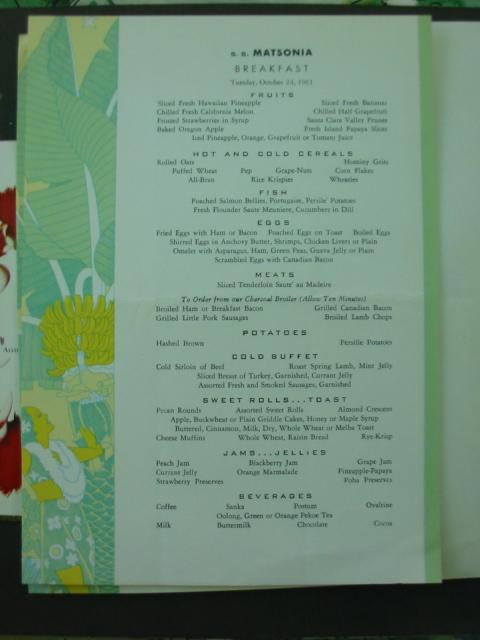 S. S. MATSONIA
BREAKFAST
Tuesday, October 24, 1963
FRUITS
Sliced Fresh Hawaiian Pineapple Sliced Fresh Bananas
Chilled Fresh California Melon Chilled Half Grapefruit
Frosted Strawberries in Syrup Santa Clara Valley Prunes
Baked Oregon Apple Fresh Island Papaya Slices
Iced Pineapple, Orange, Grapefruit or Tomato Juice
HOT AND COLD CEREALS
Rolled Oats Hominy Grits
Puffed Wheat Pep Grape-Nuts Corn Flakes
All-Bran Rice Krispies Wheaties
FISH
Poached Salmon Bellies, Portugaise, Persile' Potatoes
Fresh Flounder Saute Meuniere, Cucumbers in Dill
EGGS
Fried Eggs with Ham or Bacon Poached Eggs on Toast Boiled Eggs
Shirred Eggs in Anchovy Butter, Shrimps, Chicken Livers or Plain
Omelet with Asparagus, Ham, Green Peas, Guava Jelly or Plain
Scrambled Eggs with Canadian Bacon
MEATS
Sliced Tenderloin Saute' au Madeire
To Order from our Charcoal Broiler (Allow Ten Minutes)
Broiled Ham or Breakfast Bacon Grilled Canadian Bacon
Grilled Little Pork Sausages Broiled Lamb Chops
POTATOES
Hashed Brown Persille Potatoes
COLD BUFFET
Cold Sirloin of Beef Roast Spring Lamb, Mint Jelly
Sliced Breast of Turkey, Garnished, Currant Jelly
Assorted Fresh and Smoked Sausages, Garnished
SWEET ROLLS...TOAST
Pecan Rounds Assorted Sweet Rolls Almond Crescent
Apple, Buckwheat or Plain Griddle Cakes, Honey or Maple Syrup
Buttered, Cinnamon, Milk, Dry, Whole Wheat or Melba Toast
Cheese Muffins Whole Wheat, Raisin Bread Rye-Krisp
JAMS...JELLIES
Peach Jam Blackberry Jam Grape Jam
Currant Jelly Orange Marmalade Pineapple-Papaya
Strawberry Preserves Poha Preserves
BEVERAGES
Coffee Sanka Postum Ovaltine
Oolong, Green or Orange Pekoe Tea
Milk Buttermilk Chocolate Cocoa